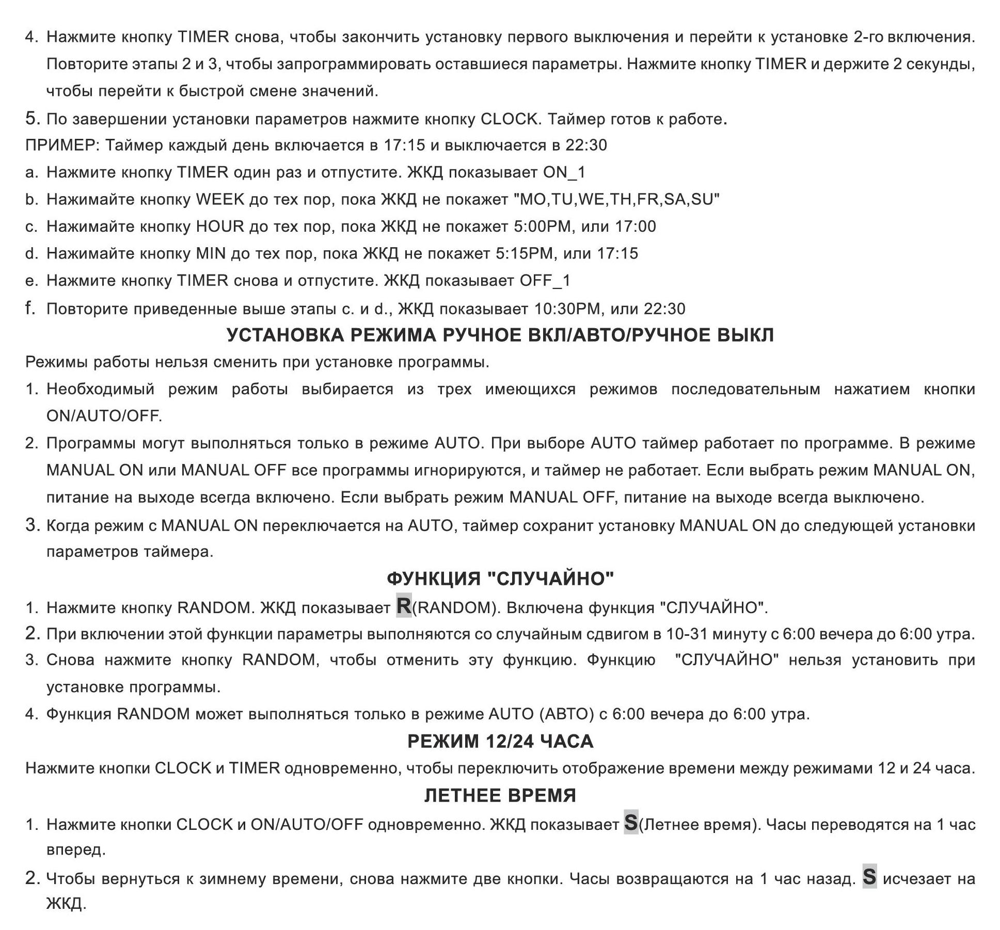 4. Нажмите кнопку TIMER снова, чтобы закончить установку первого выключения и перейти к установке 2-го включения.
Повторите этапы 2 и 3, чтобы запрограммировать оставшиеся параметры. Нажмите кнопку TIMER и держите 2 секунды,
чтобы перейти к быстрой смене значений.
5. По завершении установки параметров нажмите кнопку CLOCK. Таймер готов к работе.
ПРИМЕР: Таймер каждый день включается в 17:15 и выключается в 22:30
a. Нажмите кнопку TIMER один раз и отпустите. ЖКД показывает ON_1
b. Нажимайте кнопку WEEK до тех пор, пока ЖКД не покажет "MO,TU,WE,TH,FR,SA,SU"
c. Нажимайте кнопку HOUR до тех пор, пока ЖКД не покажет 5:00PM, или 17:00
d. Нажимайте кнопку MIN до тех пор, пока ЖКД не покажет 5:15PM, или 17:15
e. Нажмите кнопку TIMER снова и отпустите. ЖКД показывает OFF_1
f. Повторите приведенные выше этапы c. и d., ЖКД показывает 10:30PM, или 22:30
УСТАНОВКА РЕЖИМА РУЧНОЕ ВКЛ/АВТО/РУЧНОЕ ВЫКЛ
Режимы работы нельзя сменить при установке программы.
1. Необходимый режим работы выбирается из трех имеющихся режимов последовательным нажатием кнопки
ON/AUTO/OFF.
2. Программы могут выполняться только в режиме AUTO. При выборе AUTO таймер работает по программе. В режиме
MANUAL ON или MANUAL OFF все программы игнорируются, и таймер не работает. Если выбрать режим MANUAL ON,
питание на выходе всегда включено. Если выбрать режим MANUAL OFF, питание на выходе всегда выключено.
3. Когда режим с MANUAL ON переключается на AUTO, таймер сохранит установку MANUAL ON до следующей установки
параметров таймера.
ФУНКЦИЯ "СЛУЧАЙНО"
1. Нажмите кнопку RANDOM. ЖКД показывает R(RANDOM). Включена функция "СЛУЧАЙНО".
2. При включении этой функции параметры выполняются со случайным сдвигом в 10-31 минуту с 6:00 вечера до 6:00 утра.
3. Снова нажмите кнопку RANDOM, чтобы отменить эту функцию. Функцию "СЛУЧАЙНО" нельзя установить при
установке программы.
4. Функция RANDOM может выполняться только в режиме AUTO (АВТО) с 6:00 вечера до 6:00 утра.
РЕЖИМ 12/24 ЧАСА
Нажмите кнопки CLOCK и TIMER одновременно, чтобы переключить отображение времени между режимами 12 и 24 часа.
ЛЕТНЕЕ ВРЕМЯ
1. Нажмите кнопки CLOCK и ON/AUTO/OFF одновременно. ЖКД показывает S(Летнее время). Часы переводятся на 1 час
вперед.
2. Чтобы вернуться к зимнему времени, снова нажмите две кнопки. Часы возвращаются на 1 час назад. S исчезает на
ЖКД.